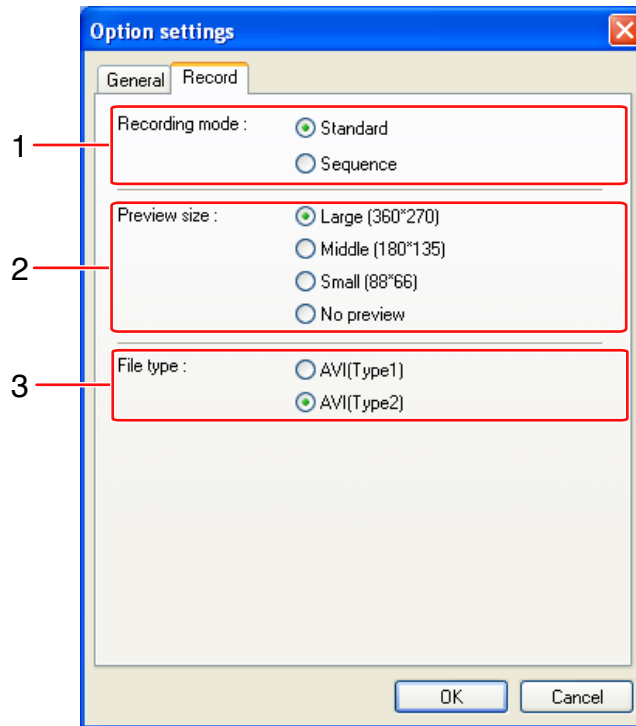 Option settings
General Record
1
Recording mode :
Standard
Sequence
2
Preview size :
Large (360*270)
Middle (180*135)
Small (88*66)
No preview
3
File type :
AVI(Type1)
AVI(Type2)
OK Cancel